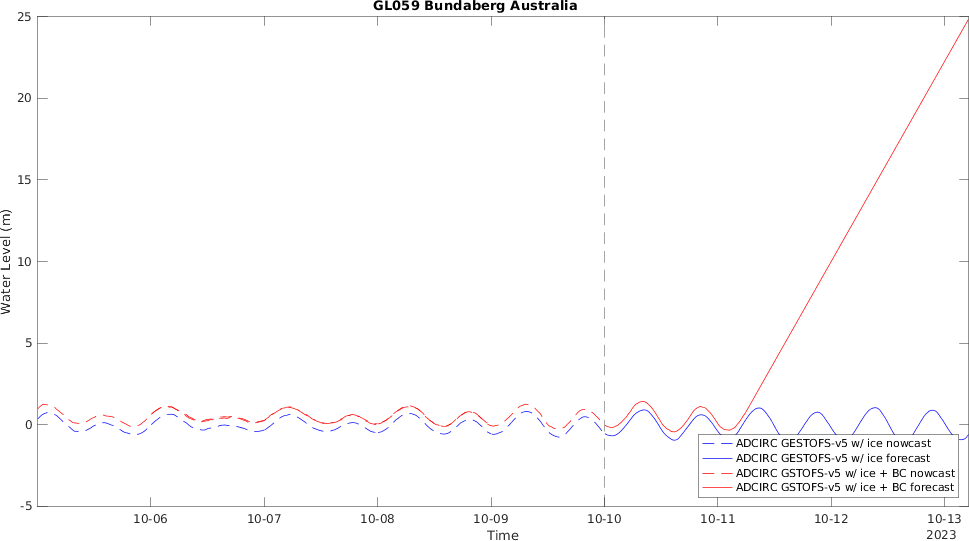 GL059 Bundaberg Australia
Water Level (m)
25
20
15
10
5
0
-5
10-06
10-07
10-08
10-09
10-10
10-11
10-12
10-13
Time
2023
ADCIRC GESTOFS-v5 w/ ice nowcast
ADCIRC GESTOFS-v5 w/ ice forecast
ADCIRC GSTOFS-v5 w/ ice + BC nowcast
ADCIRC GSTOFS-v5 w/ ice + BC forecast